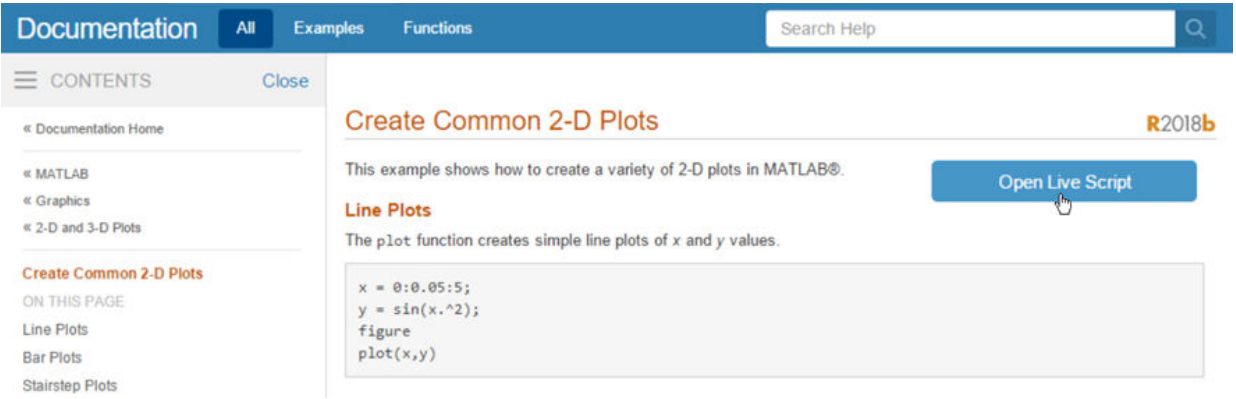 Documentation All Examples Functions Search Help
CONTENTS Close
« Documentation Home
« MATLAB
« Graphics
« 2-D and 3-D Plots
Create Common 2-D Plots
ON THIS PAGE
Line Plots
Bar Plots
Stairstep Plots
Create Common 2-D Plots R2018b
This example shows how to create a variety of 2-D plots in MATLAB®.
Open Live Script
Line Plots
The plot function creates simple line plots of x and y values.
x = 0:0.05:5;
y = sin(x.^2);
figure
plot(x,y)